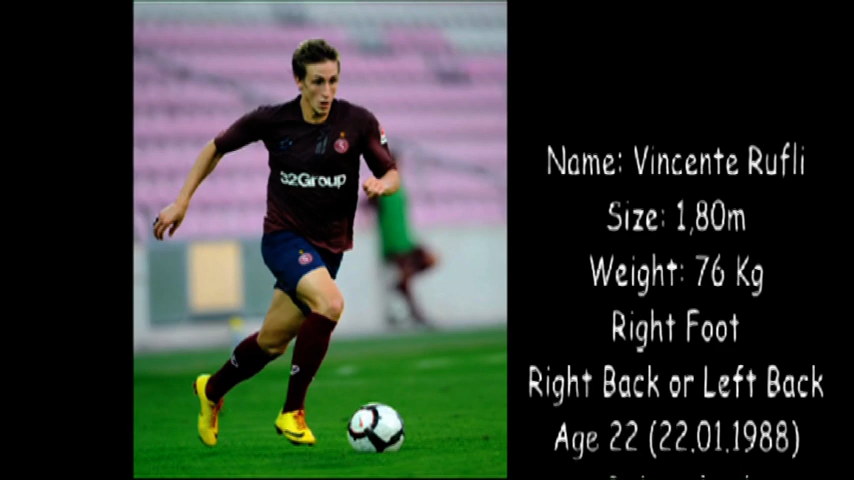 32Group
Name: Vincente Rufli
Size: 1,80m
Weight: 76 Kg
Right Foot
Right Back or Left Back
Age 22 (22.01.1988)